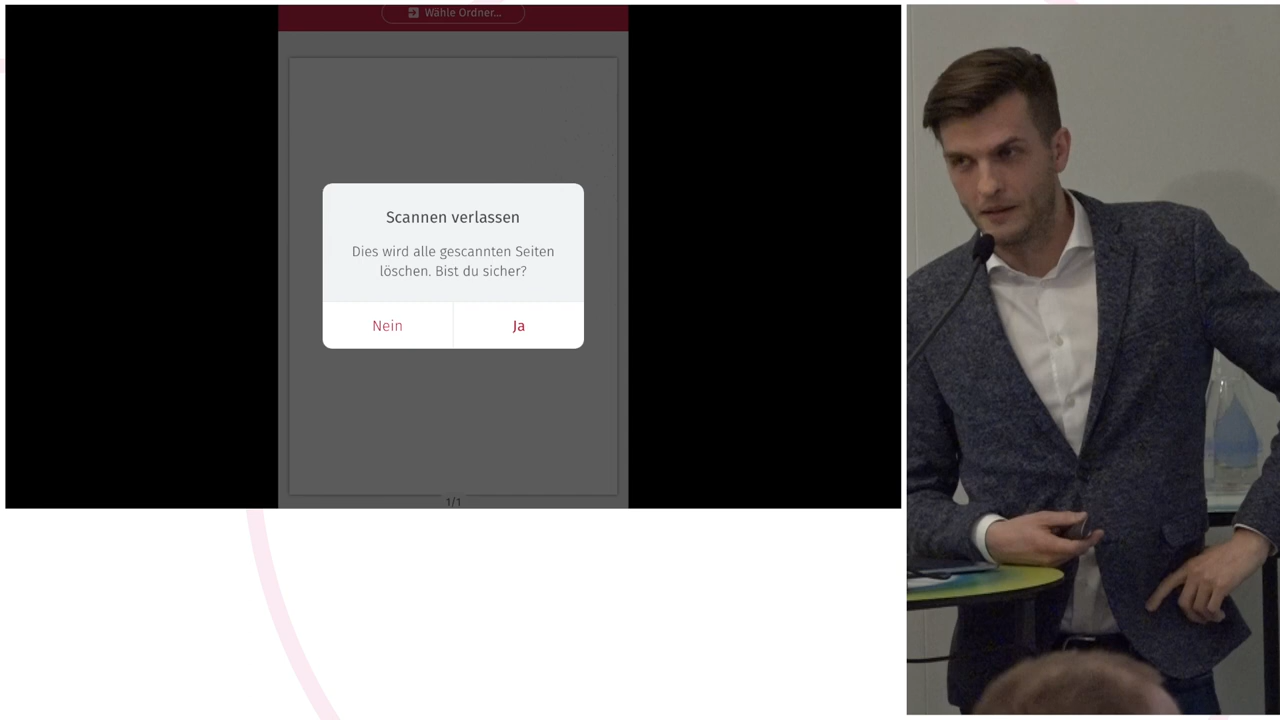 Wähle Ordner...
Scannen verlassen
Dies wird alle gescannten Seiten
löschen. Bist du sicher?
Nein
Ja
1/1